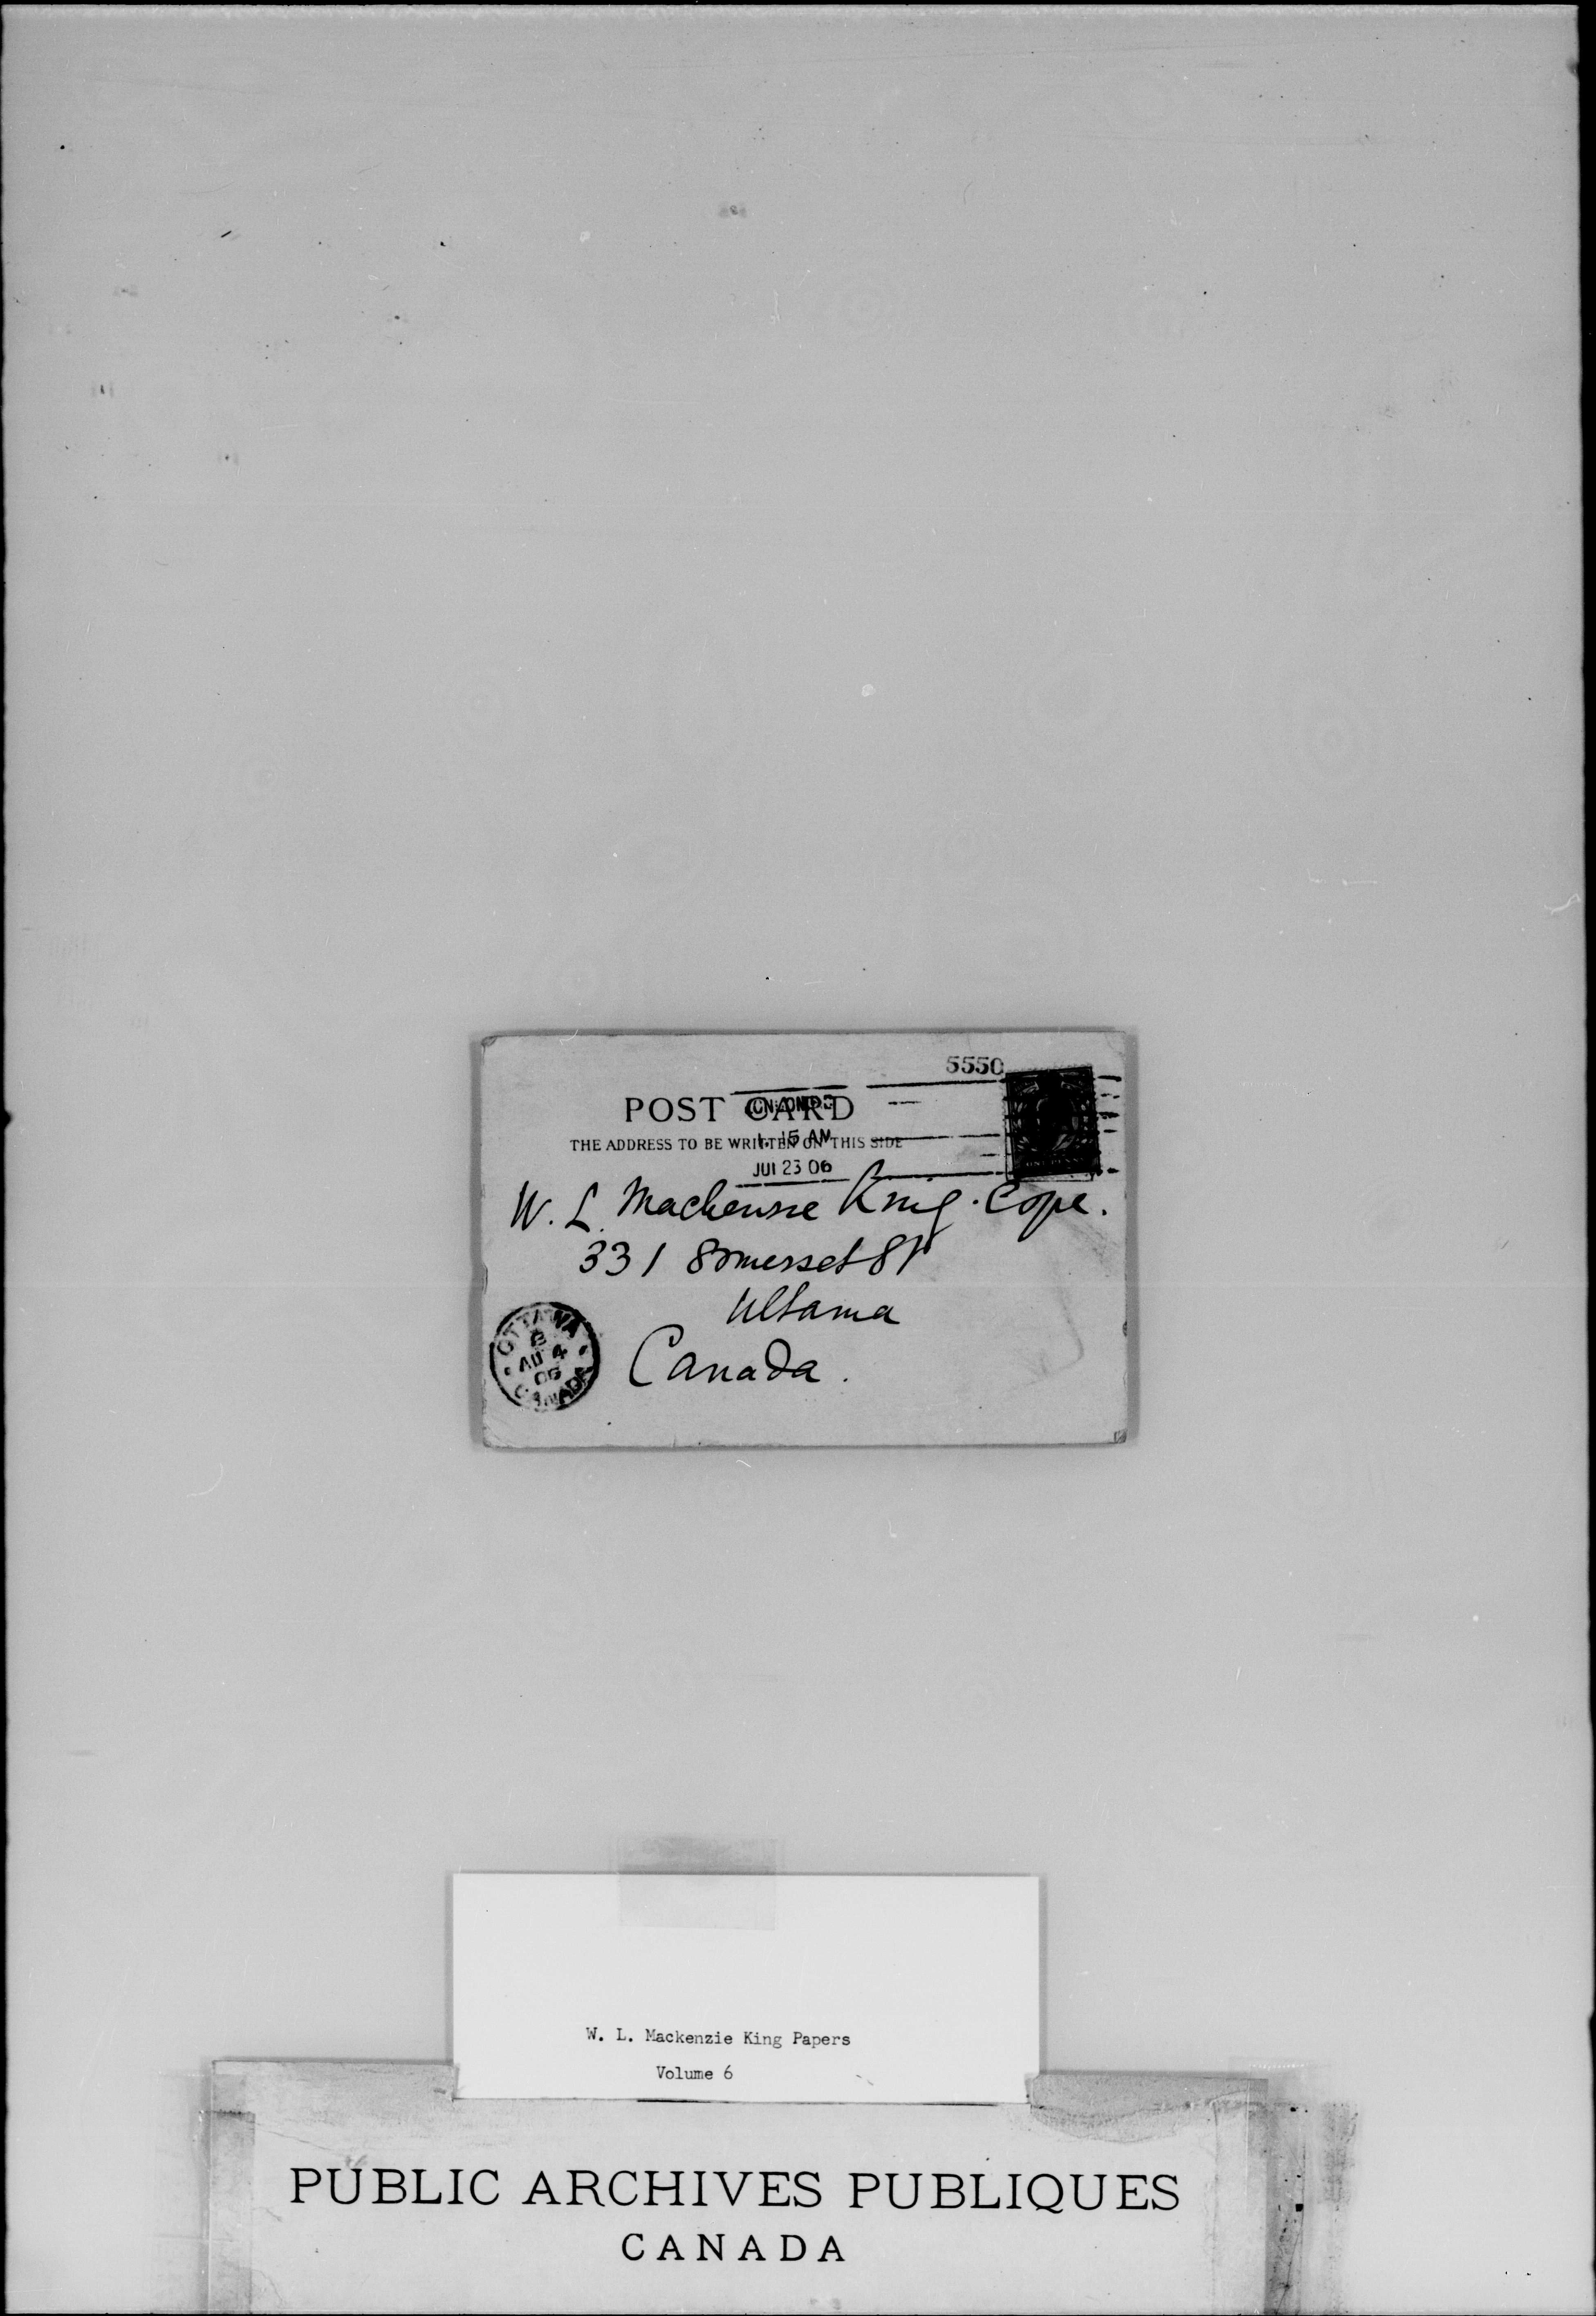 5550
POST CARD
THE ADDRESS TO BE WRITTEN ON THIS SIDE
15 AM
JUL 23 06
W. L. Mackenzie King. Esqre.
331 Somerset St
Ottawa
Canada.
OTTAWA
AU 4
06
CANADA
W. L. Mackenzie King Papers
Volume 6
PUBLIC ARCHIVES PUBLIQUES
CANADA